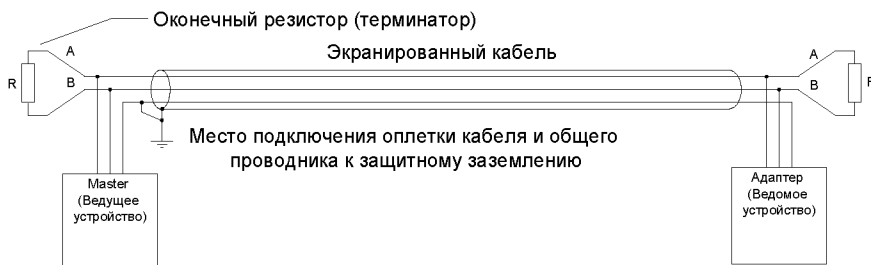 Оконечный резистор (терминатор)
Экранированный кабель
A
B
R
A
B
R
Место подключения оплетки кабеля и общего
проводника к защитному заземлению
Master
(Ведущее
устройство)
Адаптер
(Ведомое
устройство)